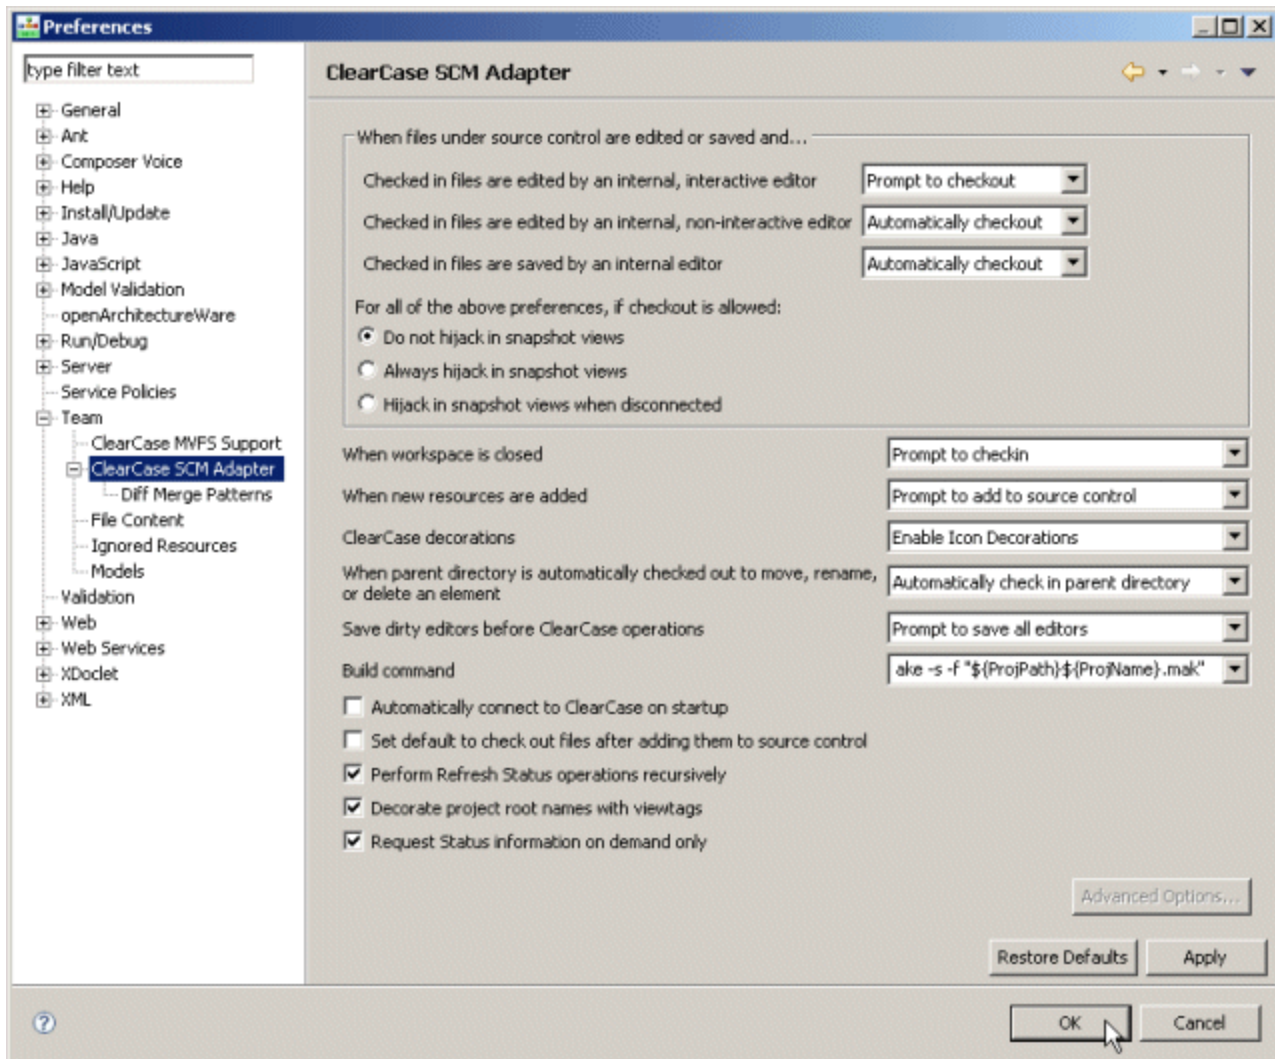 Preferences
type filter text
General
Ant
Composer Voice
Help
Install/Update
Java
JavaScript
Model Validation
openArchitectureWare
Run/Debug
Server
Service Policies
Team
ClearCase MVFS Support
ClearCase SCM Adapter
Diff Merge Patterns
File Content
Ignored Resources
Models
Validation
Web
Web Services
XDoclet
XML
ClearCase SCM Adapter
When files under source control are edited or saved and...
Checked in files are edited by an internal, interactive editor Prompt to checkout
Checked in files are edited by an internal, non-interactive editor Automatically checkout
Checked in files are saved by an internal editor Automatically checkout
For all of the above preferences, if checkout is allowed:
Do not hijack in snapshot views
Always hijack in snapshot views
Hijack in snapshot views when disconnected
When workspace is closed Prompt to checkin
When new resources are added Prompt to add to source control
ClearCase decorations Enable Icon Decorations
When parent directory is automatically checked out to move, rename,
or delete an element Automatically check in parent directory
Save dirty editors before ClearCase operations Prompt to save all editors
Build command ake -s -f "${ProjPath}${ProjName}.mak"
Automatically connect to ClearCase on startup
Set default to check out files after adding them to source control
Perform Refresh Status operations recursively
Decorate project root names with viewtags
Request Status information on demand only
Advanced Options...
Restore Defaults Apply
? OK Cancel